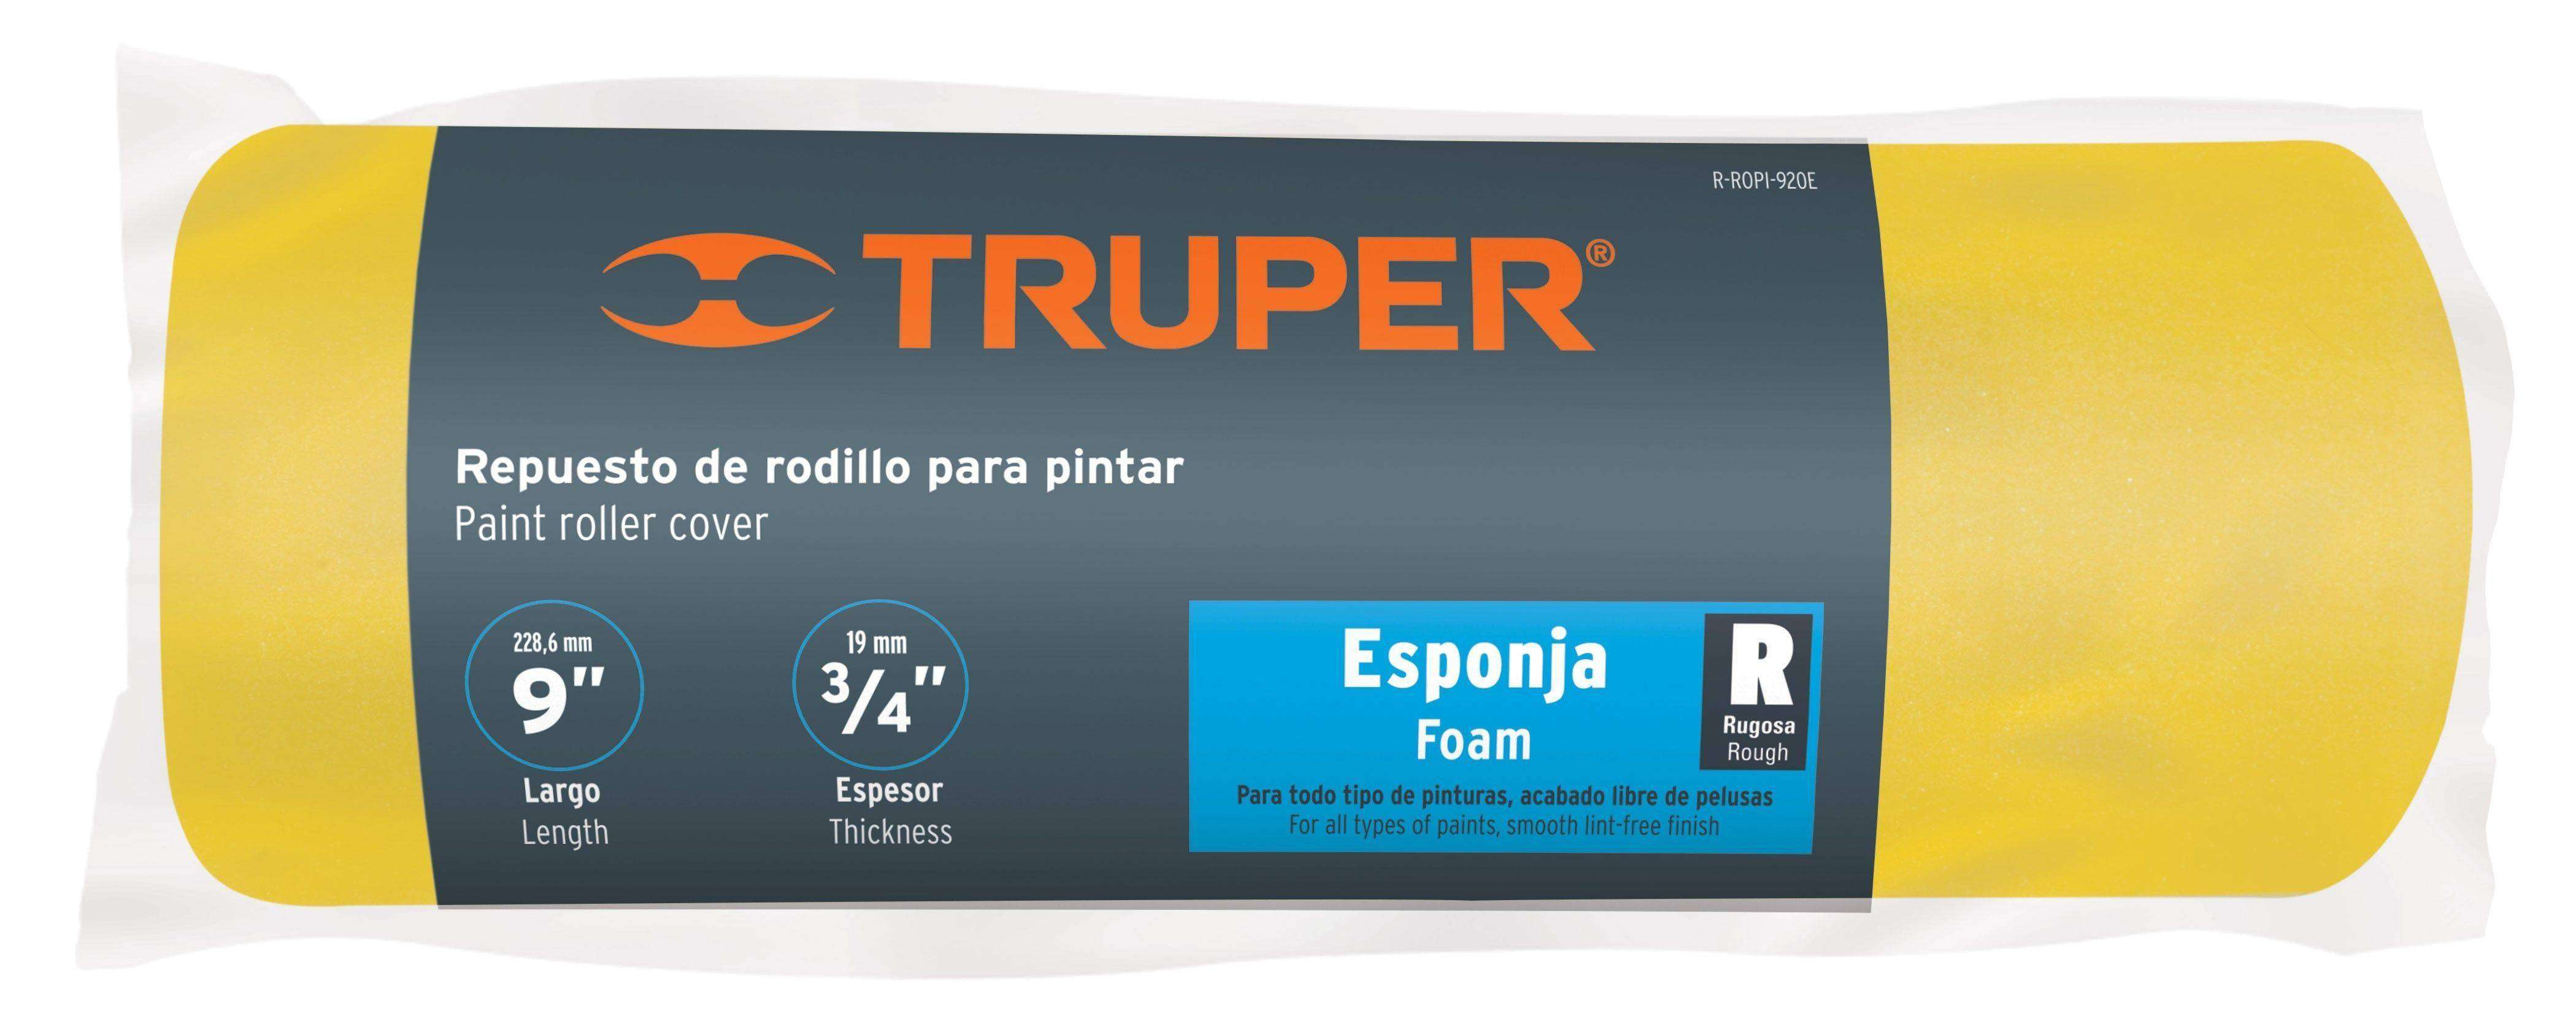 R-ROPI-920E
TRUPER®
Repuesto de rodillo para pintar
Paint roller cover
228,6 mm
9"
Largo
Length
19 mm
3/4"
Espesor
Thickness
Esponja
Foam
R
Rugosa
Rough
Para todo tipo de pinturas, acabado libre de pelusas
For all types of paints, smooth lint-free finish